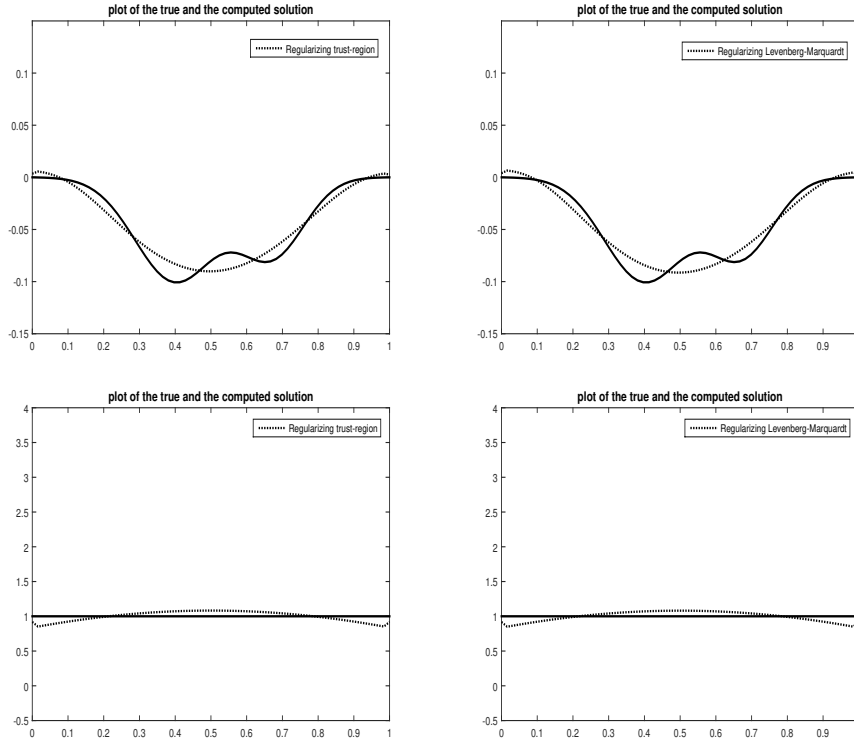 plot of the true and the computed solution
Regularizing trust-region
0.1
0.05
0
-0.05
-0.1
-0.15
0 0.1 0.2 0.3 0.4 0.5 0.6 0.7 0.8 0.9 1
plot of the true and the computed solution
Regularizing Levenberg-Marquardt
0.1
0.05
0
-0.05
-0.1
-0.15
0 0.1 0.2 0.3 0.4 0.5 0.6 0.7 0.8 0.9
plot of the true and the computed solution
Regularizing trust-region
4
3.5
3
2.5
2
1.5
1
0.5
0
-0.5
0 0.1 0.2 0.3 0.4 0.5 0.6 0.7 0.8 0.9 1
plot of the true and the computed solution
Regularizing Levenberg-Marquardt
4
3.5
3
2.5
2
1.5
1
0.5
0
-0.5
0 0.1 0.2 0.3 0.4 0.5 0.6 0.7 0.8 0.9